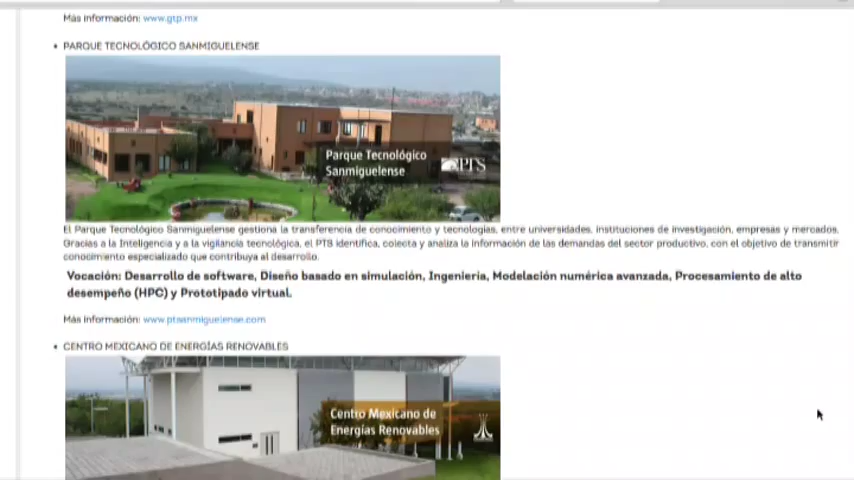 Más información: www.gtp.mx
• PARQUE TECNOLÓGICO SANMIGUELENSE
Parque Tecnológico
Sanmiguelense
PTS
El Parque Tecnológico Sanmiguelense gestiona la transferencia de conocimiento y tecnologías, entre universidades, instituciones de investigación, empresas y mercados.
Gracias a la Inteligencia y a la vigilancia tecnológica, el PTS identifica, colecta y analiza la información de las demandas del sector productivo, con el objetivo de transmitir
conocimiento especializado que contribuya al desarrollo.
Vocación: Desarrollo de software, Diseño basado en simulación, Ingeniería, Modelación numérica avanzada, Procesamiento de alto
desempeño (HPC) y Prototipado virtual.
Más información: www.ptsanmiguelense.com
• CENTRO MEXICANO DE ENERGÍAS RENOVABLES
Centro Mexicano de
Energías Renovables